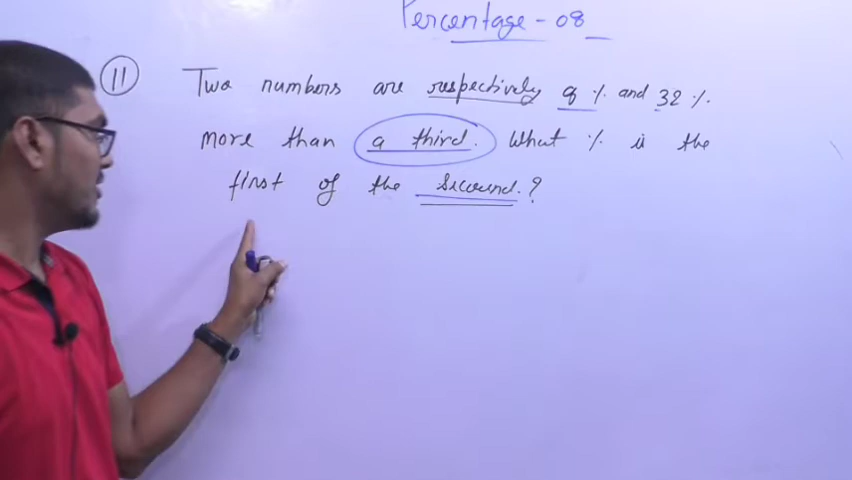 Percentage - 08
11 Two numbers are respectively 8 % and 32 %
more than a third. What % is the
first of the Second. ?